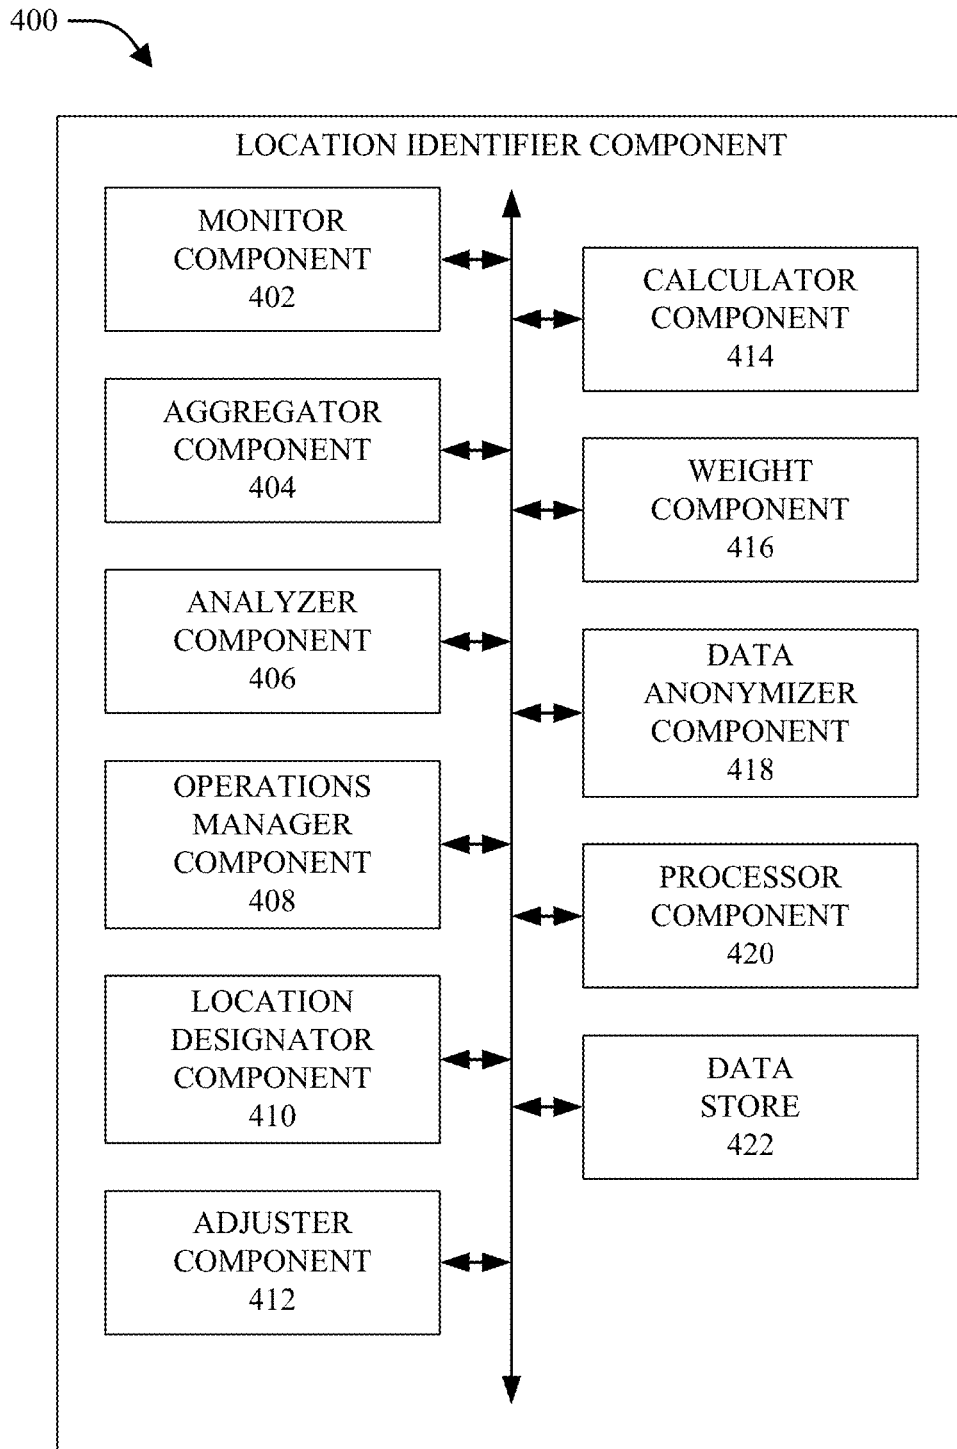 400
LOCATION IDENTIFIER COMPONENT
MONITOR
COMPONENT
402
AGGREGATOR
COMPONENT
404
ANALYZER
COMPONENT
406
OPERATIONS
MANAGER
COMPONENT
408
LOCATION
DESIGNATOR
COMPONENT
410
ADJUSTER
COMPONENT
412
CALCULATOR
COMPONENT
414
WEIGHT
COMPONENT
416
DATA
ANONYMIZER
COMPONENT
418
PROCESSOR
COMPONENT
420
DATA
STORE
422